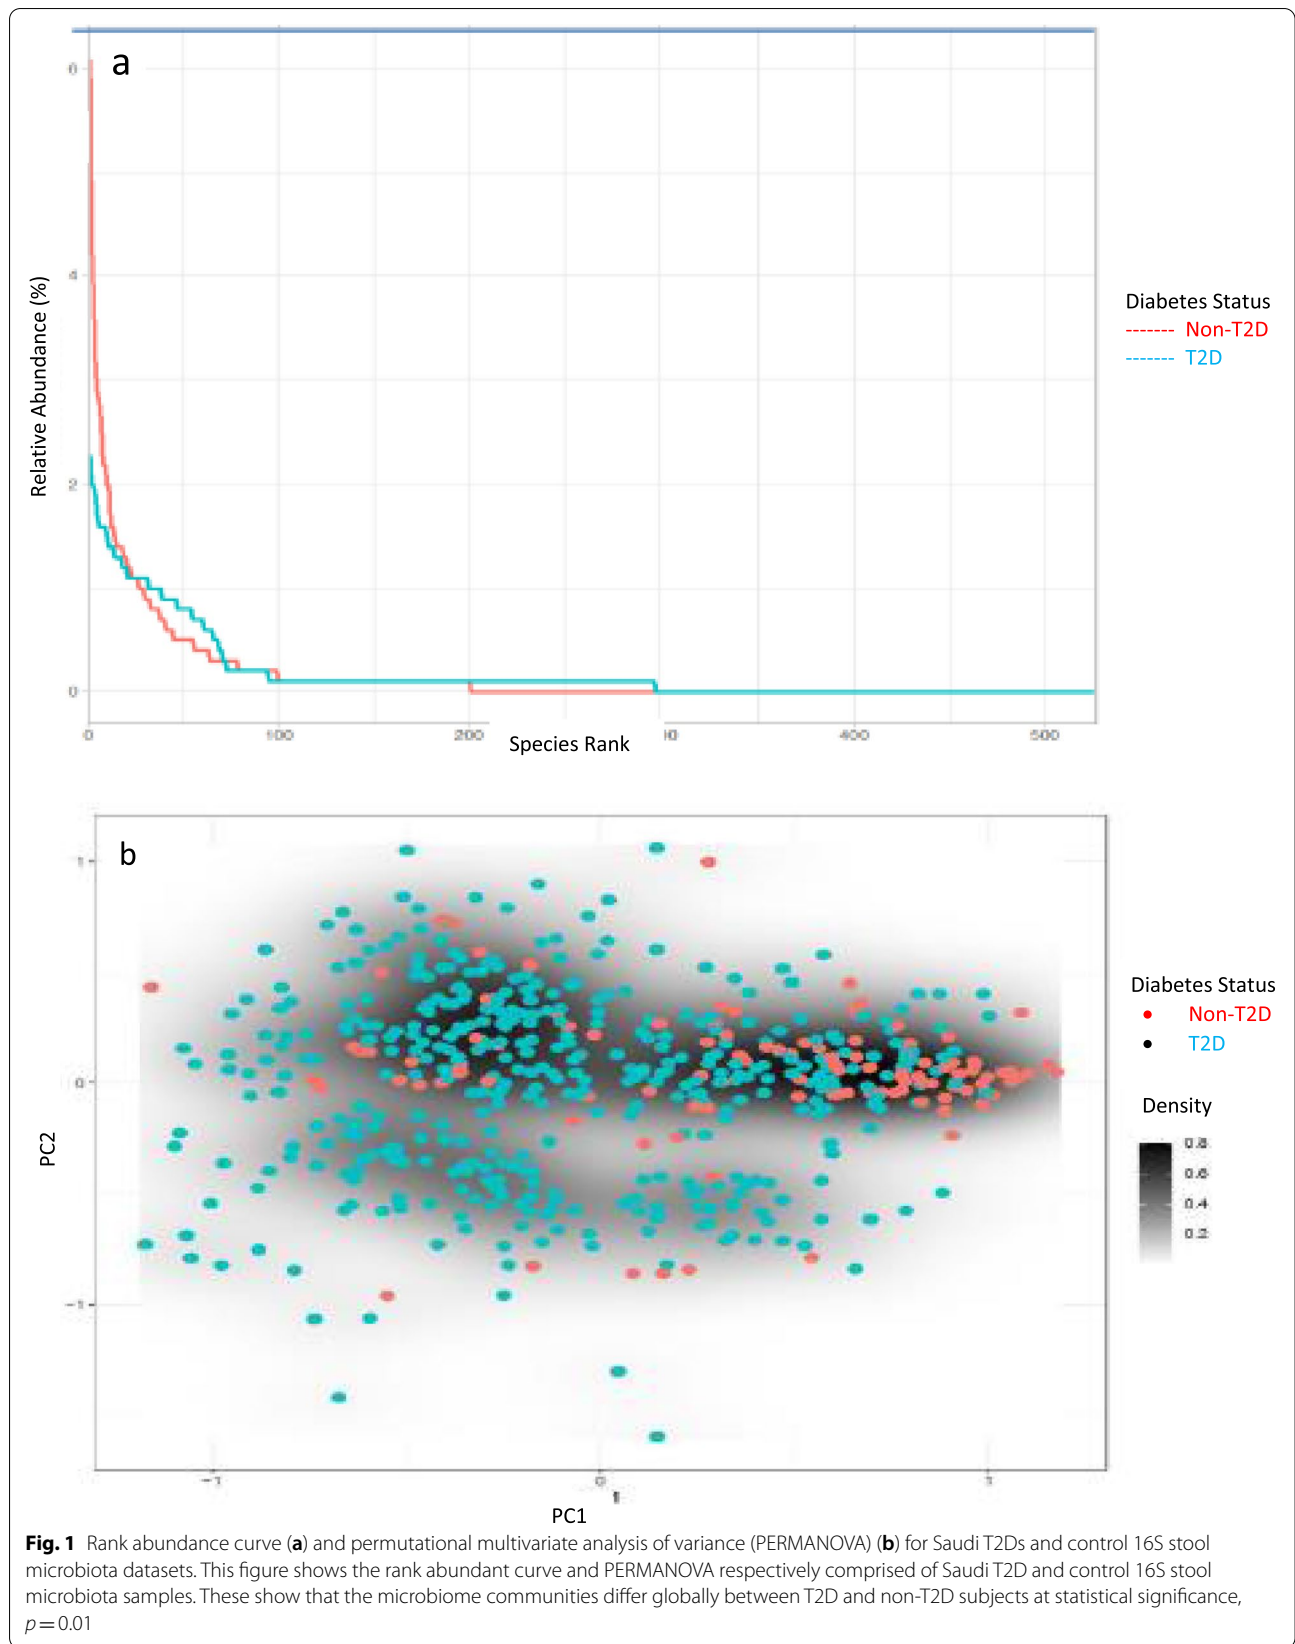 a
6
4
2
0
Relative Abundance (%)
0 100 200 400 500
Species Rank
Diabetes Status
Non-T2D
T2D
b
1
0
−1
PC2
−1 0 1
1
PC1
Diabetes Status
Non-T2D
T2D
Density
0.8
0.6
0.4
0.2
Fig. 1 Rank abundance curve (a) and permutational multivariate analysis of variance (PERMANOVA) (b) for Saudi T2Ds and control 16S stool
microbiota datasets. This figure shows the rank abundant curve and PERMANOVA respectively comprised of Saudi T2D and control 16S stool
microbiota samples. These show that the microbiome communities differ globally between T2D and non-T2D subjects at statistical significance,
p = 0.01